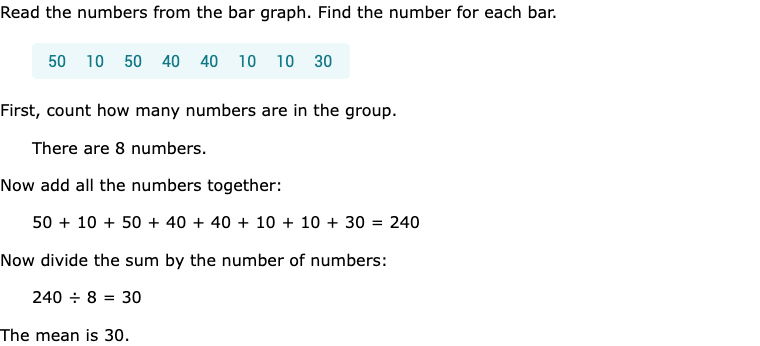 Read the numbers from the bar graph. Find the number for each bar.
50 10 50 40 40 10 10 30
First, count how many numbers are in the group.
There are 8 numbers.
Now add all the numbers together:
50 + 10 + 50 + 40 + 40 + 10 + 10 + 30 = 240
Now divide the sum by the number of numbers:
240 ÷ 8 = 30
The mean is 30.